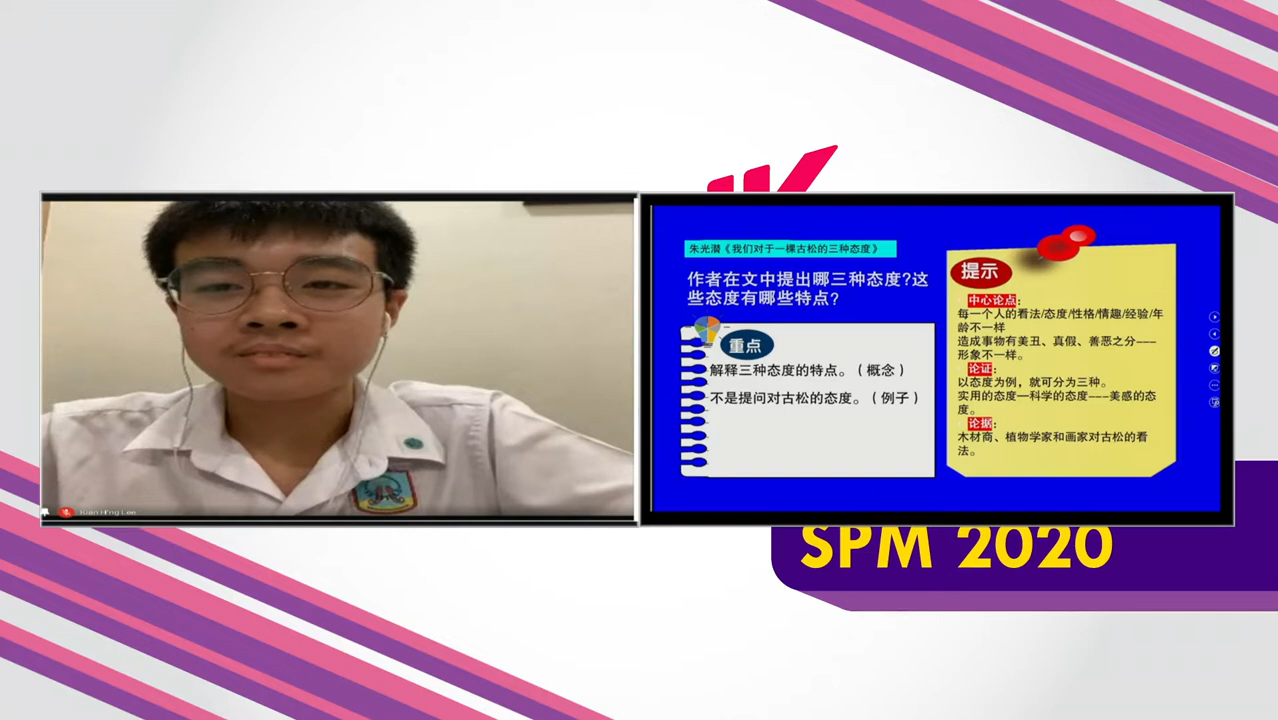 朱光潜《我们对于一棵古松的三种态度》
作者在文中提出哪三种态度?这
些态度有哪些特点?
重点
解释三种态度的特点。（概念）
不是提问对古松的态度。（例子）
提示
中心论点:
每一个人的看法/态度/性格/情趣/经验/年
龄不一样
造成事物有美丑、真假、善恶之分---
形象不一样。
论证:
以态度为例，就可分为三种。
实用的态度—科学的态度---美感的态
度。
论据:
木材商、植物学家和画家对古松的看
法。
SPM 2020